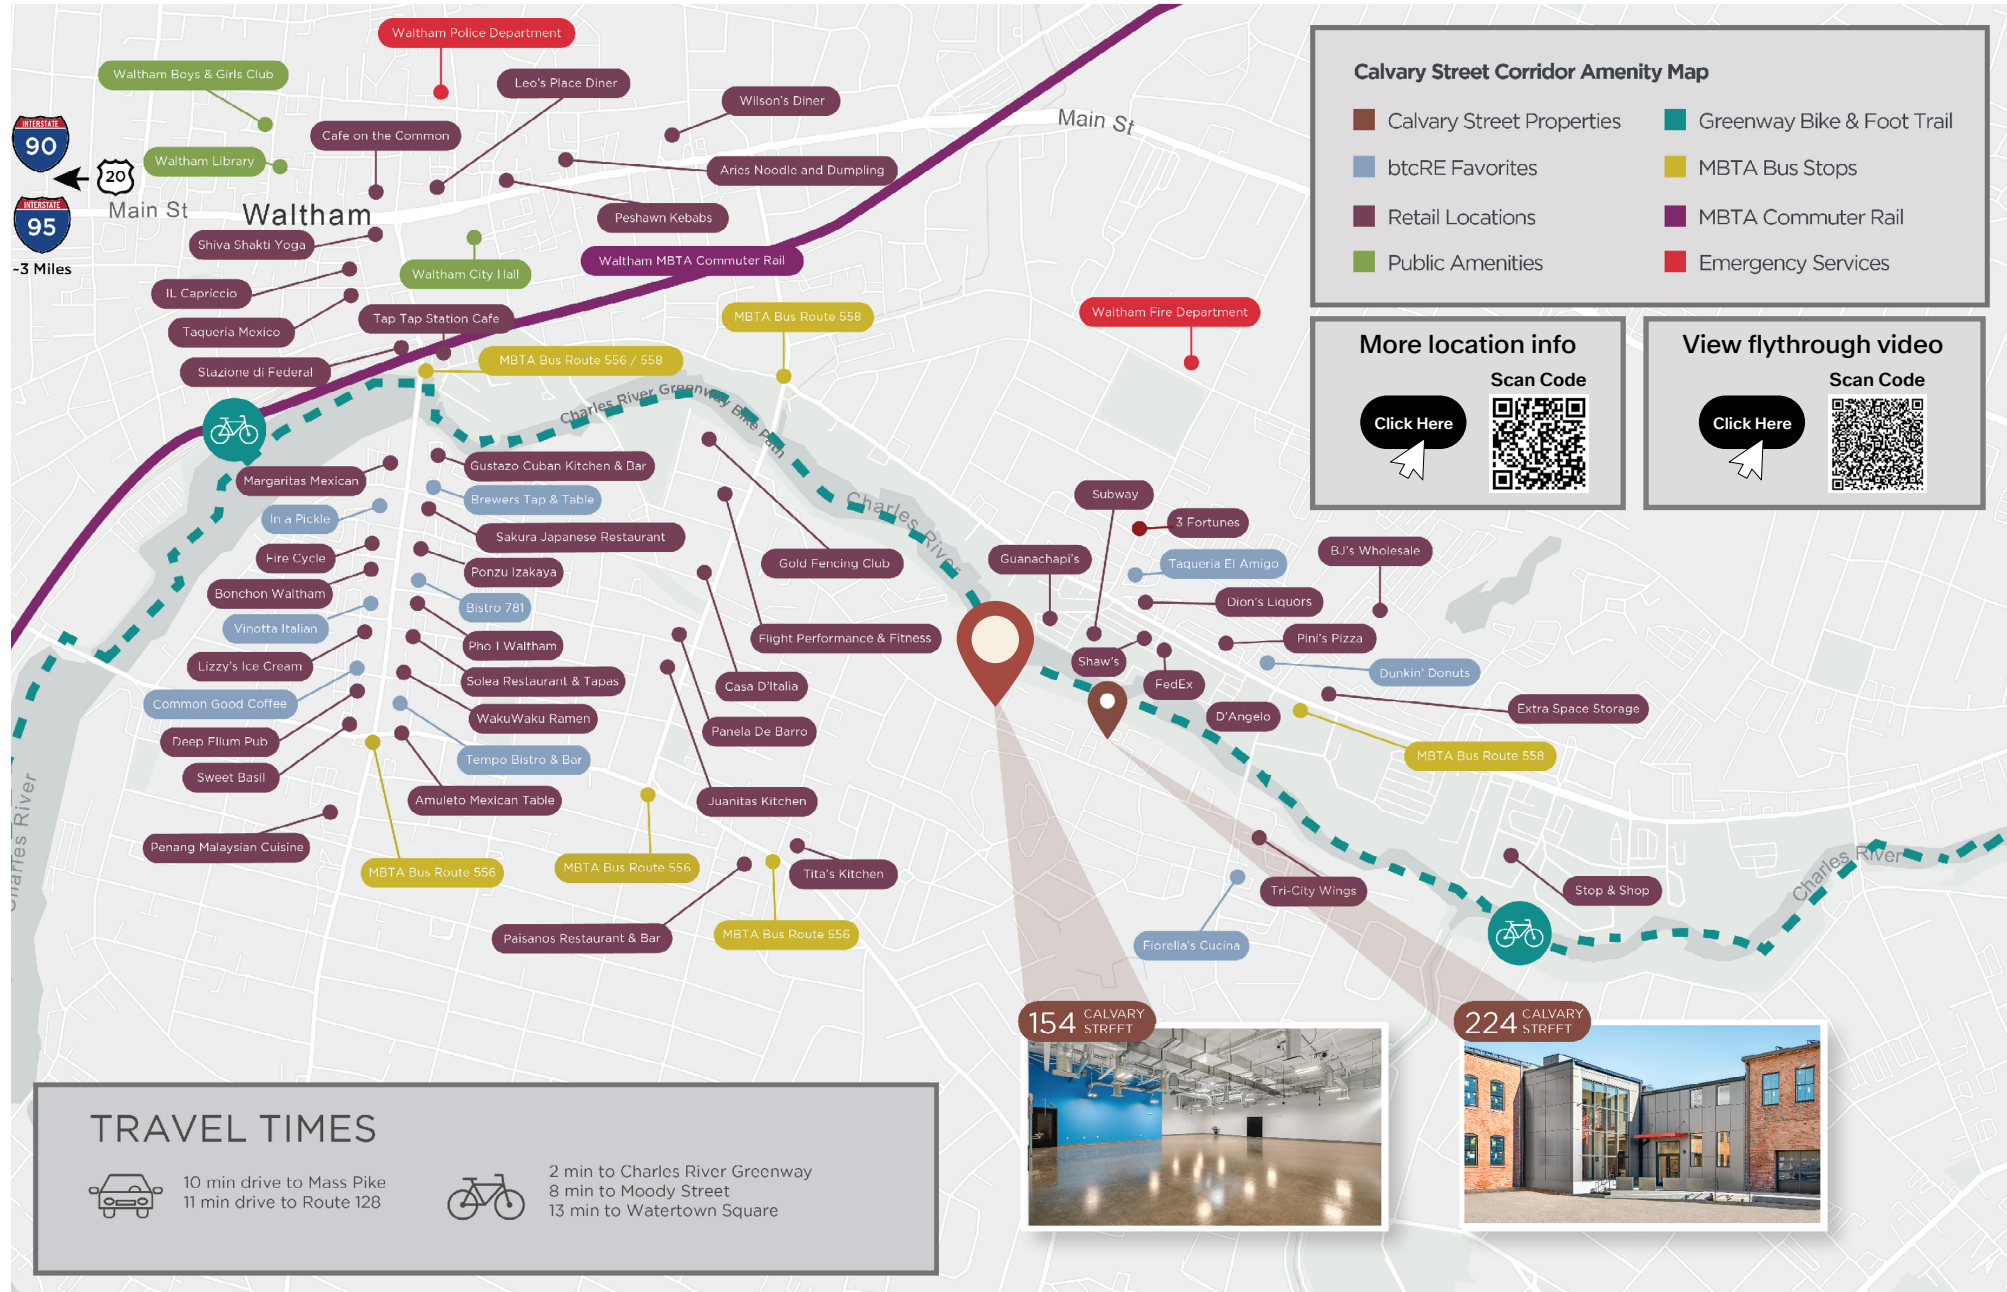 Waltham Police Department
Waltham Boys & Girls Club
Leo's Place Diner
Wilson's Diner
Main St
INTERSTATE
90
20
INTERSTATE
95
~3 Miles
Cafe on the Common
Waltham Library
Aries Noodle and Dumpling
Main St
Waltham
Peshawn Kebabs
Shiva Shakti Yoga
Waltham City Hall
Waltham MBTA Commuter Rail
IL Capriccio
Taqueria Mexico
Tap Tap Station Cafe
MBTA Bus Route 558
Stazione di Federal
MBTA Bus Route 556 / 558
Waltham Fire Department
Calvary Street Corridor Amenity Map
Calvary Street Properties
btcRE Favorites
Retail Locations
Public Amenities
Greenway Bike & Foot Trail
MBTA Bus Stops
MBTA Commuter Rail
Emergency Services
More location info
Scan Code
Click Here
View flythrough video
Scan Code
Click Here
Charles River Greenway Bike Path
Charles River
Margaritas Mexican
In a Pickle
Fire Cycle
Bonchon Waltham
Vinotta Italian
Lizzy's Ice Cream
Common Good Coffee
Deep Ellum Pub
Sweet Basil
Penang Malaysian Cuisine
Charles River
Gustazo Cuban Kitchen & Bar
Brewers Tap & Table
Sakura Japanese Restaurant
Ponzu Izakaya
Bistro 781
Pho 1 Waltham
Solea Restaurant & Tapas
WakuWaku Ramen
Tempo Bistro & Bar
Amuleto Mexican Table
MBTA Bus Route 556
MBTA Bus Route 556
MBTA Bus Route 556
Gold Fencing Club
Flight Performance & Fitness
Casa D'Italia
Panela De Barro
Juanitas Kitchen
Tita's Kitchen
Paisanos Restaurant & Bar
Subway
3 Fortunes
Guanachapi's
Taqueria El Amigo
BJ's Wholesale
Dion's Liquors
Pini's Pizza
Shaw's
FedEx
Dunkin' Donuts
D'Angelo
Extra Space Storage
MBTA Bus Route 558
Tri-City Wings
Stop & Shop
Fiorella's Cucina
Charles River
154 CALVARY
STREET
224 CALVARY
STREET
TRAVEL TIMES
10 min drive to Mass Pike
11 min drive to Route 128
2 min to Charles River Greenway
8 min to Moody Street
13 min to Watertown Square